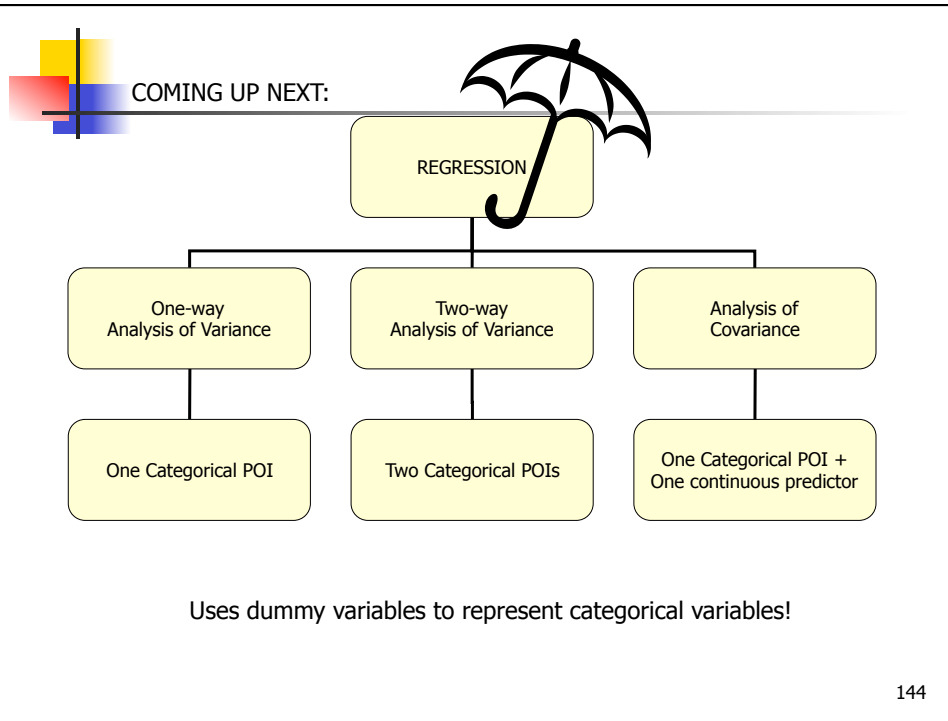 COMING UP NEXT:
REGRESSION
One-way
Analysis of Variance
Two-way
Analysis of Variance
Analysis of
Covariance
One Categorical POI
Two Categorical POIs
One Categorical POI +
One continuous predictor
Uses dummy variables to represent categorical variables!
144